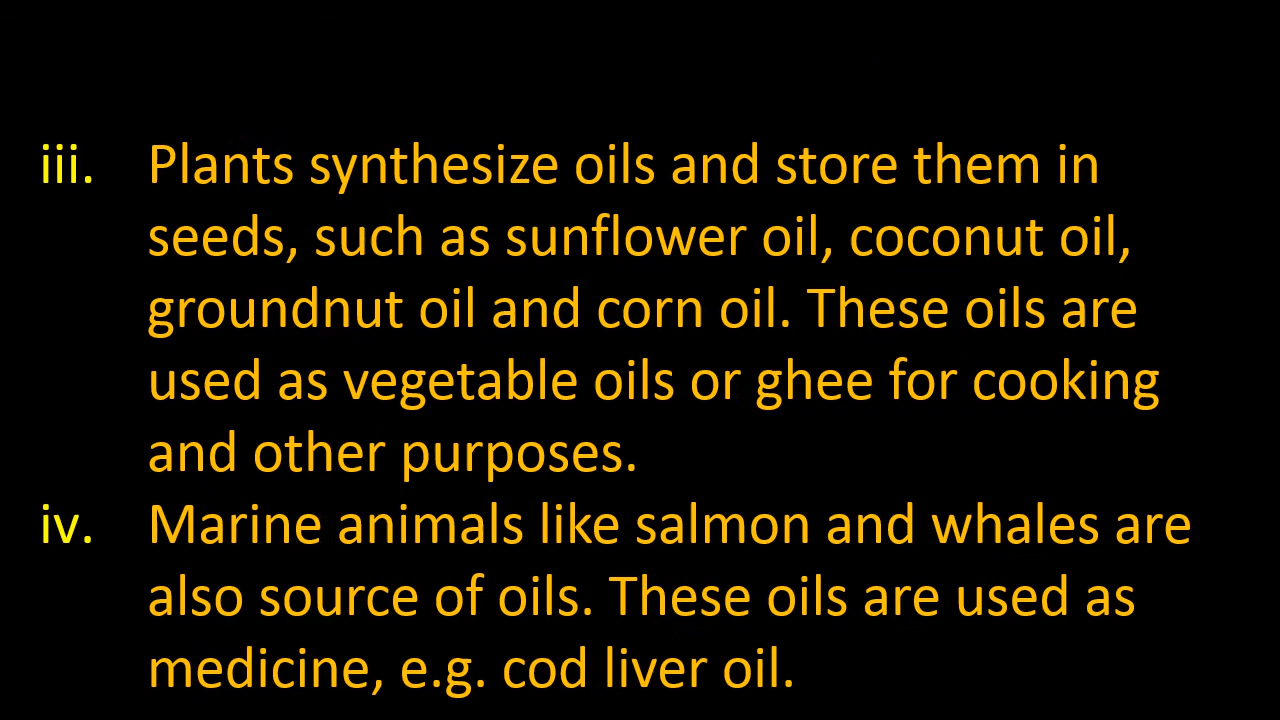 iii. Plants synthesize oils and store them in
seeds, such as sunflower oil, coconut oil,
groundnut oil and corn oil. These oils are
used as vegetable oils or ghee for cooking
and other purposes.
iv. Marine animals like salmon and whales are
also source of oils. These oils are used as
medicine, e.g. cod liver oil.